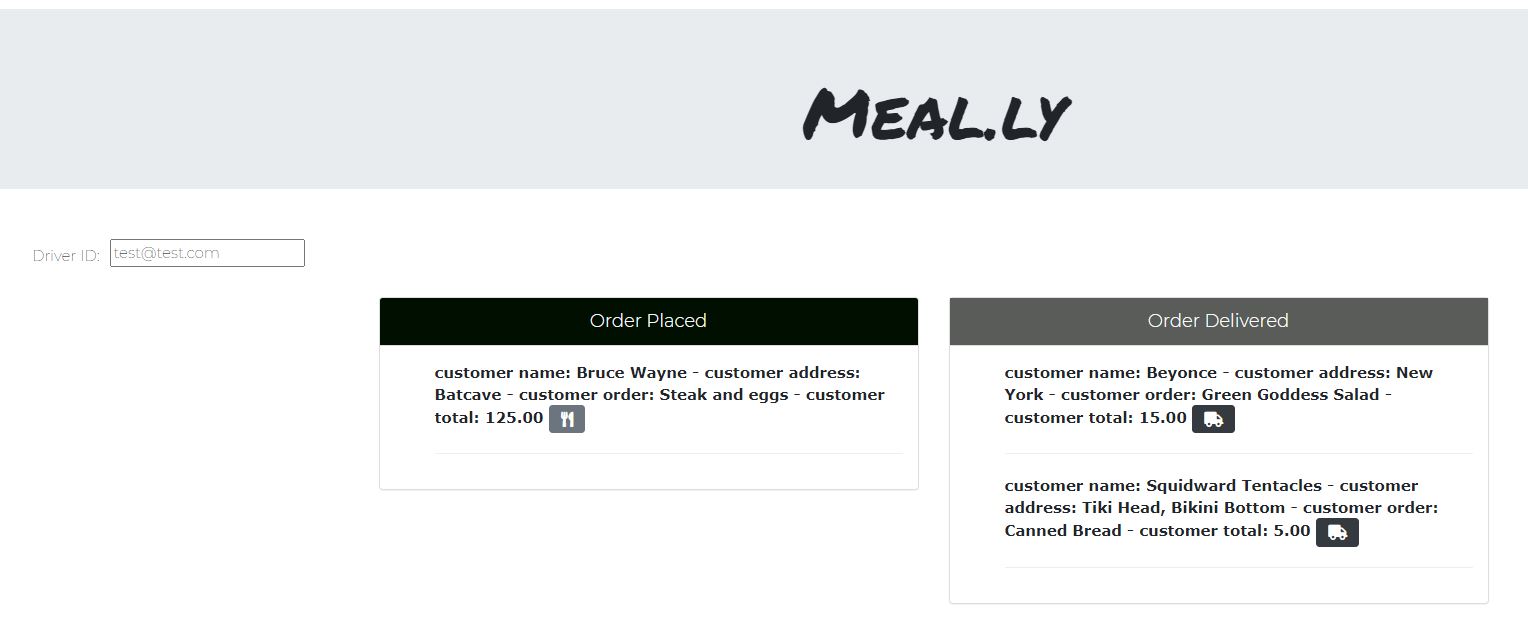 MEAL.LY
Driver ID: test@test.com
Order Placed
customer name: Bruce Wayne - customer address:
Batcave - customer order: Steak and eggs - customer
total: 125.00
Order Delivered
customer name: Beyonce - customer address: New
York - customer order: Green Goddess Salad -
customer total: 15.00
customer name: Squidward Tentacles - customer
address: Tiki Head, Bikini Bottom - customer order:
Canned Bread - customer total: 5.00